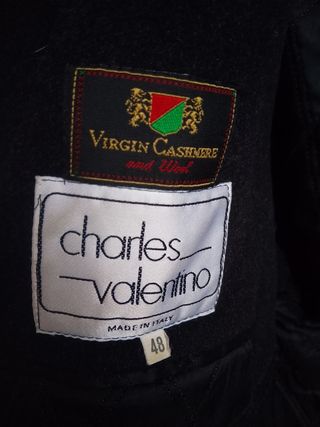 VIRGIN CASHMERE
and Wool
charles
valentino
MADE IN ITALY
48